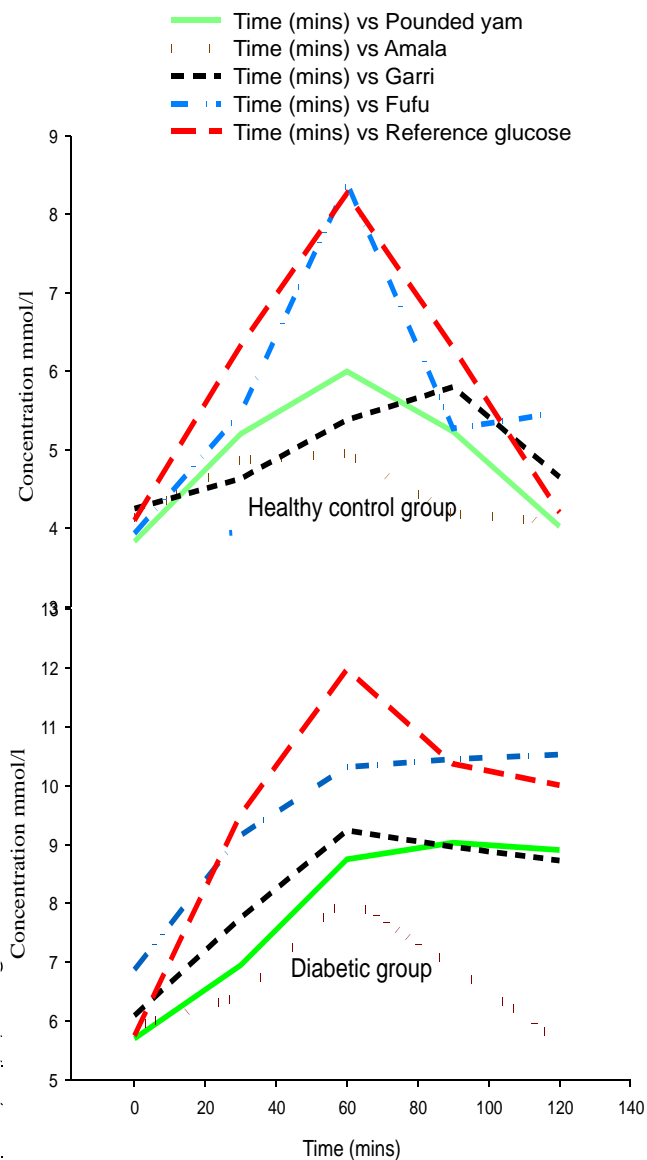 Time (mins) vs Pounded yam
Time (mins) vs Amala
Time (mins) vs Garri
Time (mins) vs Fufu
Time (mins) vs Reference glucose
9
8
7
6
5
4
3
Concentration mmol/l
Healthy control group
13
12
11
10
9
8
7
6
5
Concentration mmol/l
Diabetic group
0 20 40 60 80 100 120 140
Time (mins)